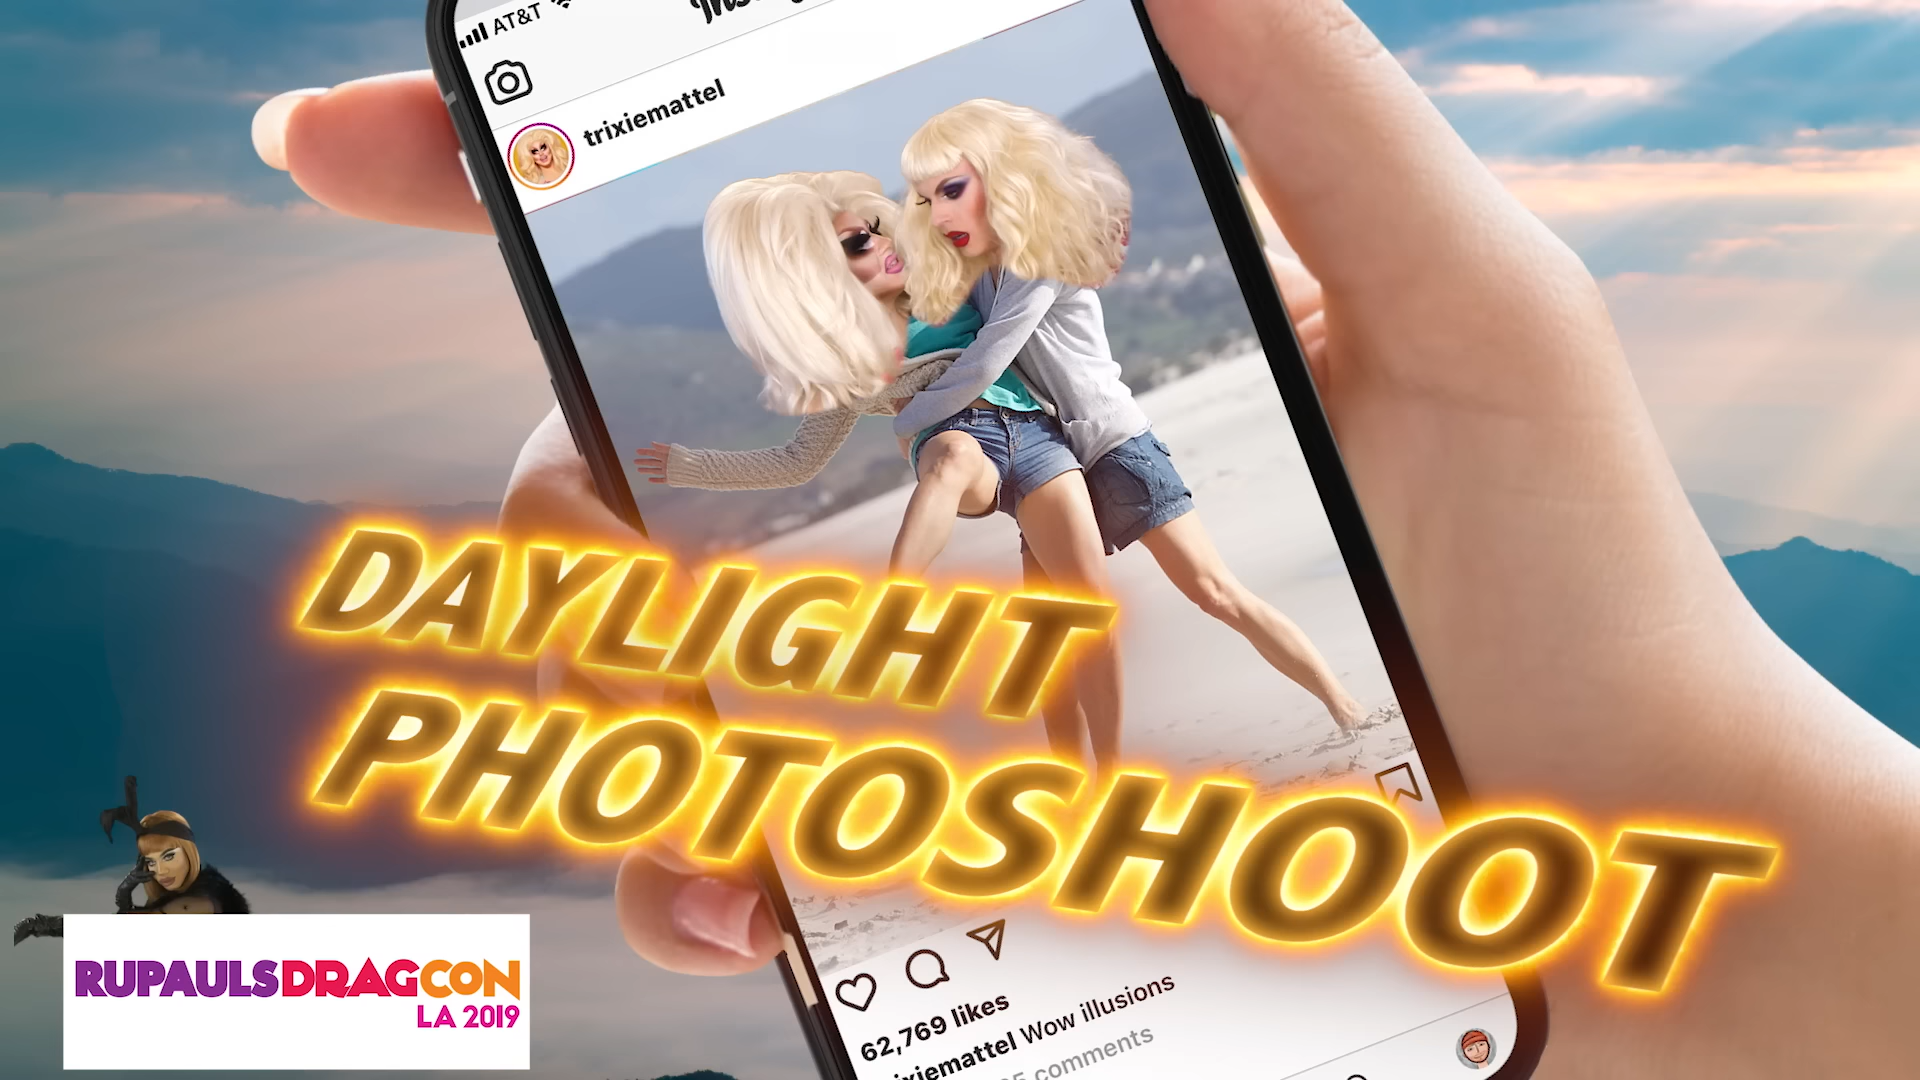 AT&T
trixiemattel
DAYLIGHT
PHOTOSHOOT
62,769 likes
Wow illusions
comments
RUPAULSDRAGCON
LA 2019